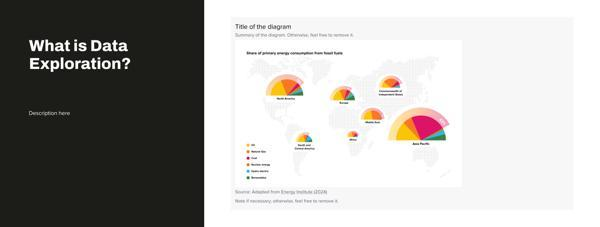 What is Data
Exploration?
Description here
Title of the diagram
Summary of the diagram. Otherwise, feel free to remove it.
Share of primary energy consumption from fossil fuels
North America
Europe
Commonwealth of
Independent States
Middle East
Africa
Asia Pacific
South and
Central America
Oil
Natural Gas
Coal
Nuclear energy
Hydro electric
Renewables
Source: Adapted from Energy Institute (2024)
Note if necessary, otherwise, feel free to remove it.